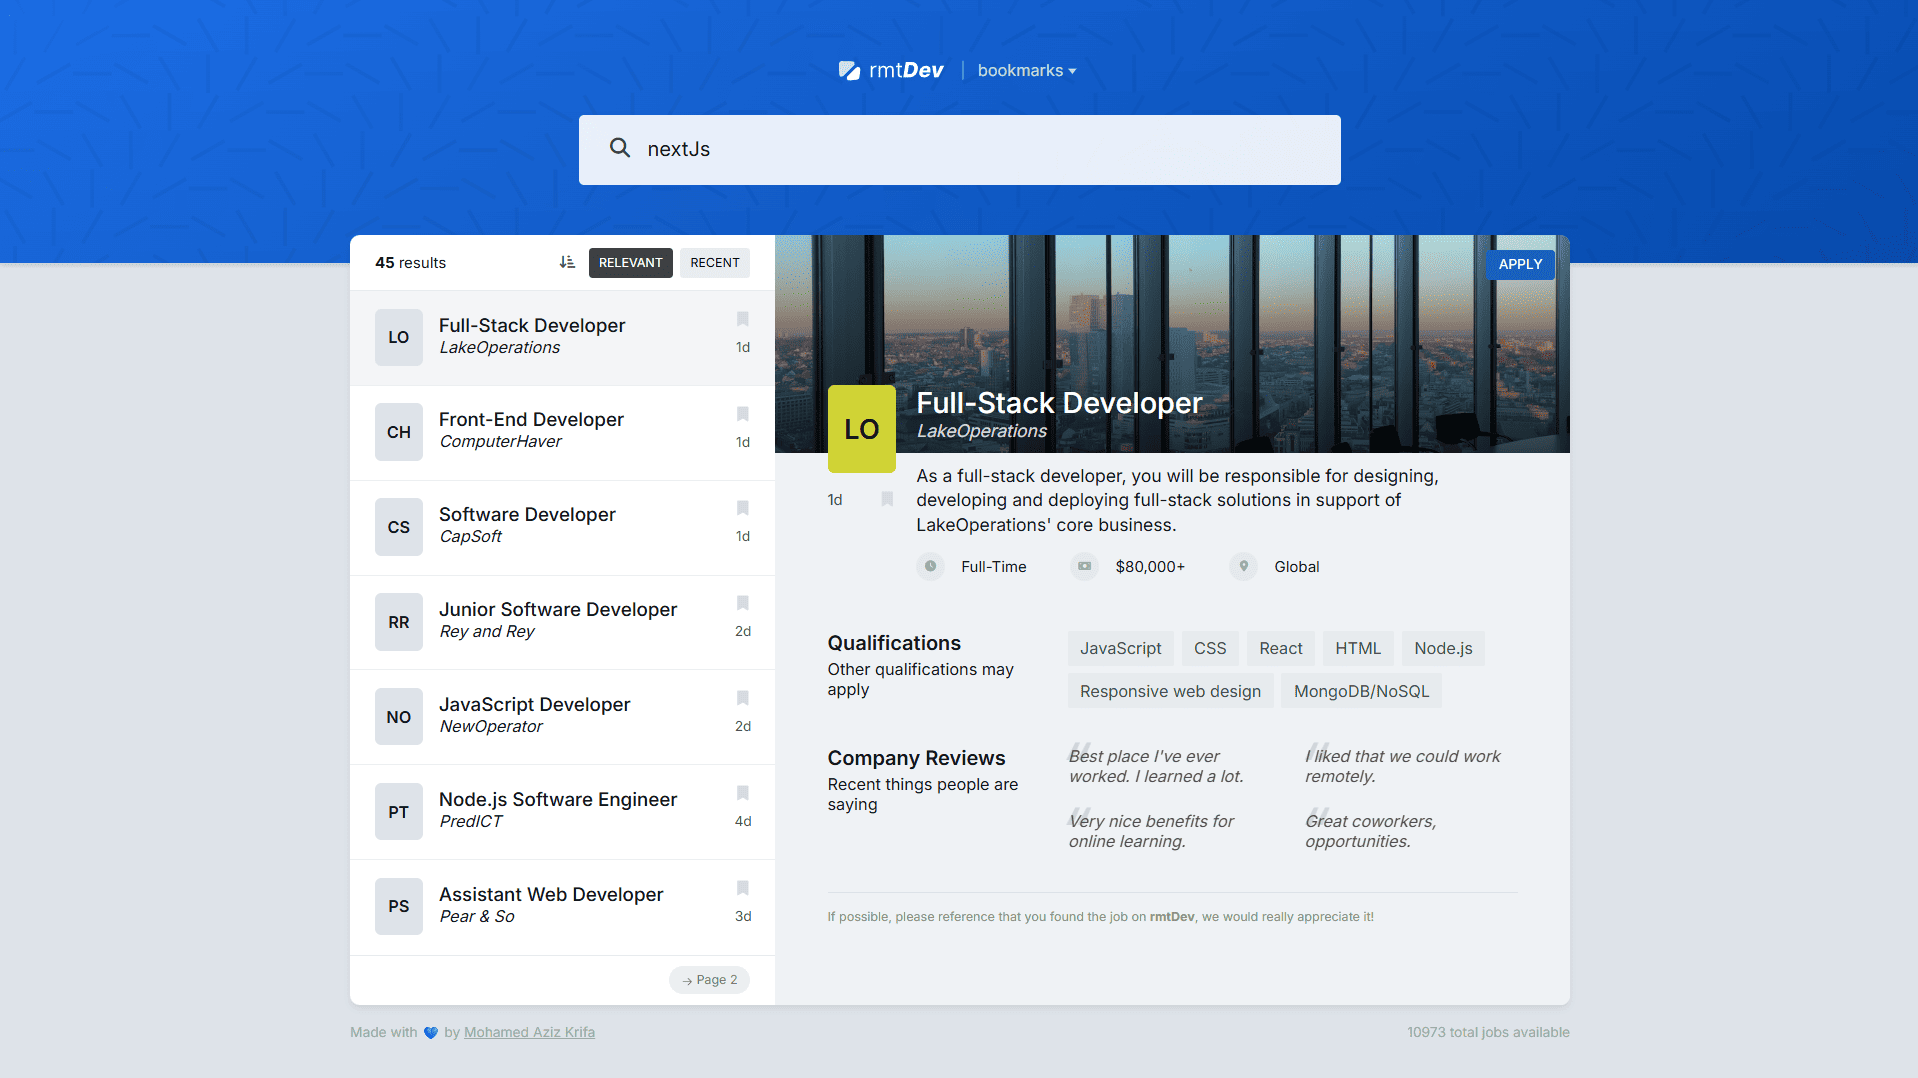 rmtDev
bookmarks
nextJs
45 results
RELEVANT
RECENT
LO
Full-Stack Developer
LakeOperations
1d
CH
Front-End Developer
ComputerHaver
1d
CS
Software Developer
CapSoft
1d
RR
Junior Software Developer
Rey and Rey
2d
NO
JavaScript Developer
NewOperator
2d
PT
Node.js Software Engineer
PredICT
4d
PS
Assistant Web Developer
Pear & So
3d
→ Page 2
APPLY
LO
Full-Stack Developer
LakeOperations
1d
As a full-stack developer, you will be responsible for designing,
developing and deploying full-stack solutions in support of
LakeOperations' core business.
Full-Time
$80,000+
Global
Qualifications
Other qualifications may
apply
JavaScript
CSS
React
HTML
Node.js
Responsive web design
MongoDB/NoSQL
Company Reviews
Recent things people are
saying
Best place I've ever
worked. I learned a lot.
I liked that we could work
remotely.
Very nice benefits for
online learning.
Great coworkers,
opportunities.
If possible, please reference that you found the job on rmtDev, we would really appreciate it!
Made with 💙 by Mohamed Aziz Krifa
10973 total jobs available